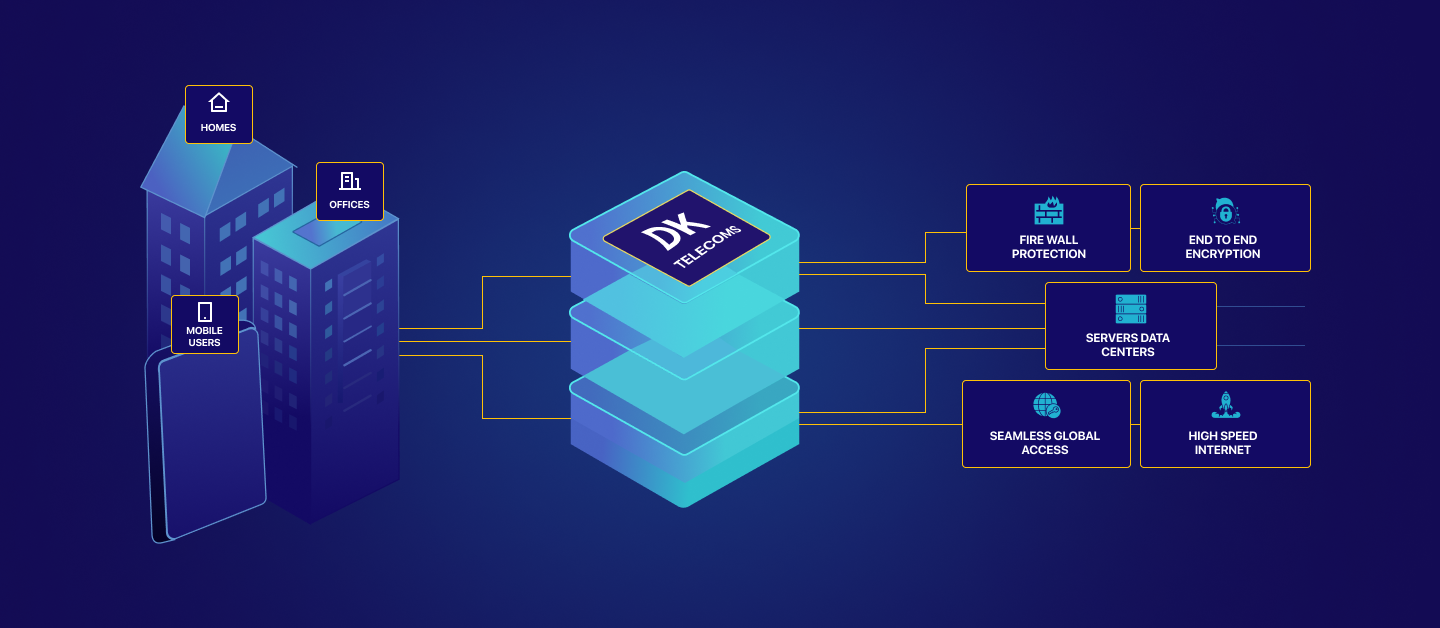 HOMES
OFFICES
MOBILE
USERS
DK
TELECOMS
FIRE WALL
PROTECTION
END TO END
ENCRYPTION
SERVERS DATA
CENTERS
SEAMLESS GLOBAL
ACCESS
HIGH SPEED
INTERNET